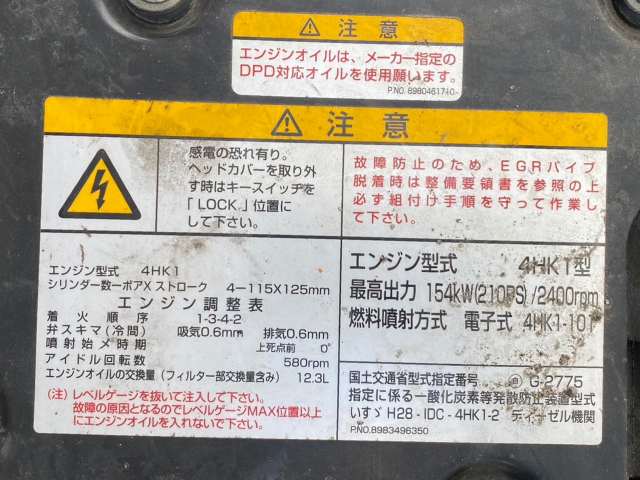 注意
エンジンオイルは、メーカー指定の
DPD対応オイルを使用願います。
P.NO. 8980461710-
注意
感電の恐れ有り。
ヘッドカバーを取り外
す時はキースイッチを
「LOCK」位置に
して下さい。
故障防止のため、EGRパイプ
脱着時は整備要領書を参照の上
必ず組付け手順を守って作業し
て下さい。
エンジン型式 4HK1
シリンダー数ーボアX ストローク 4－115X125mm
エンジン調整表
着火順序 1-3-4-2
弁スキマ(冷間) 吸気0.6mm 排気0.6mm
噴射始メ時期 上死点前 0°
アイドル回転数 580rpm
エンジンオイルの交換量(フィルター部交換量含み) 12.3L
(注) レベルゲージを抜いて注入して下さい。
故障の原因となるのでレベルゲージMAX位置以上
にエンジンオイルを入れないで下さい。
エンジン型式 4HK1型
最高出力 154kW(210PS)/2400rpm
燃料噴射方式 電子式 4HK1-10
国土交通省型式指定番号 G-2775
指定に係る一酸化炭素等発散防止装置型式
いすゞ H28-IDC-4HK1-2 ディーゼル機関
P.NO.8983496350